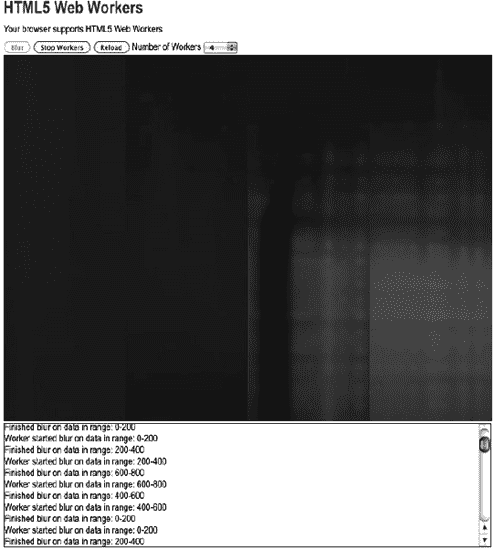 HTML5 Web Workers
Your browser supports HTML5 Web Workers
Blur Stop Workers Reload Number of Workers 4
Finished blur on data in range: 0-200
Worker started blur on data in range: 0-200
Finished blur on data in range: 200-400
Worker started blur on data in range: 200-400
Finished blur on data in range: 600-800
Worker started blur on data in range: 600-800
Finished blur on data in range: 400-600
Worker started blur on data in range: 400-600
Finished blur on data in range: 0-200
Worker started blur on data in range: 0-200
Finished blur on data in range: 200-400